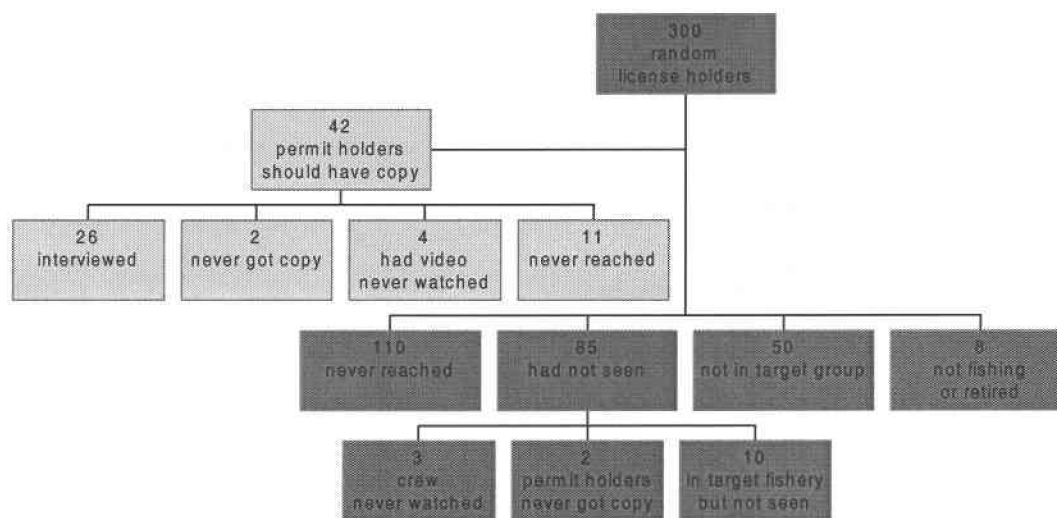 300
random
license holders
42
permit holders
should have copy
26
interviewed
2
never got copy
4
had video
never watched
11
never reached
110
never reached
85
had not seen
50
not in target group
8
not fishing
or retired
3
crew
never watched
2
permit holders
never got copy
10
in target fishery
but not seen